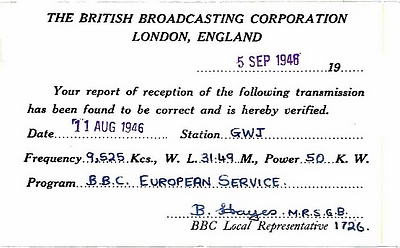 THE BRITISH BROADCASTING CORPORATION
LONDON, ENGLAND
5 SEP 1946 19
Your report of reception of the following transmission
has been found to be correct and is hereby verified.
Date 11 AUG 1946 Station GWJ
Frequency 9,525 Kcs., W. L. 31.49 M., Power 50 K. W.
Program B.B.C. EUROPEAN SERVICE.
B. Hayes M.R.S.G.B.
BBC Local Representative 1726.